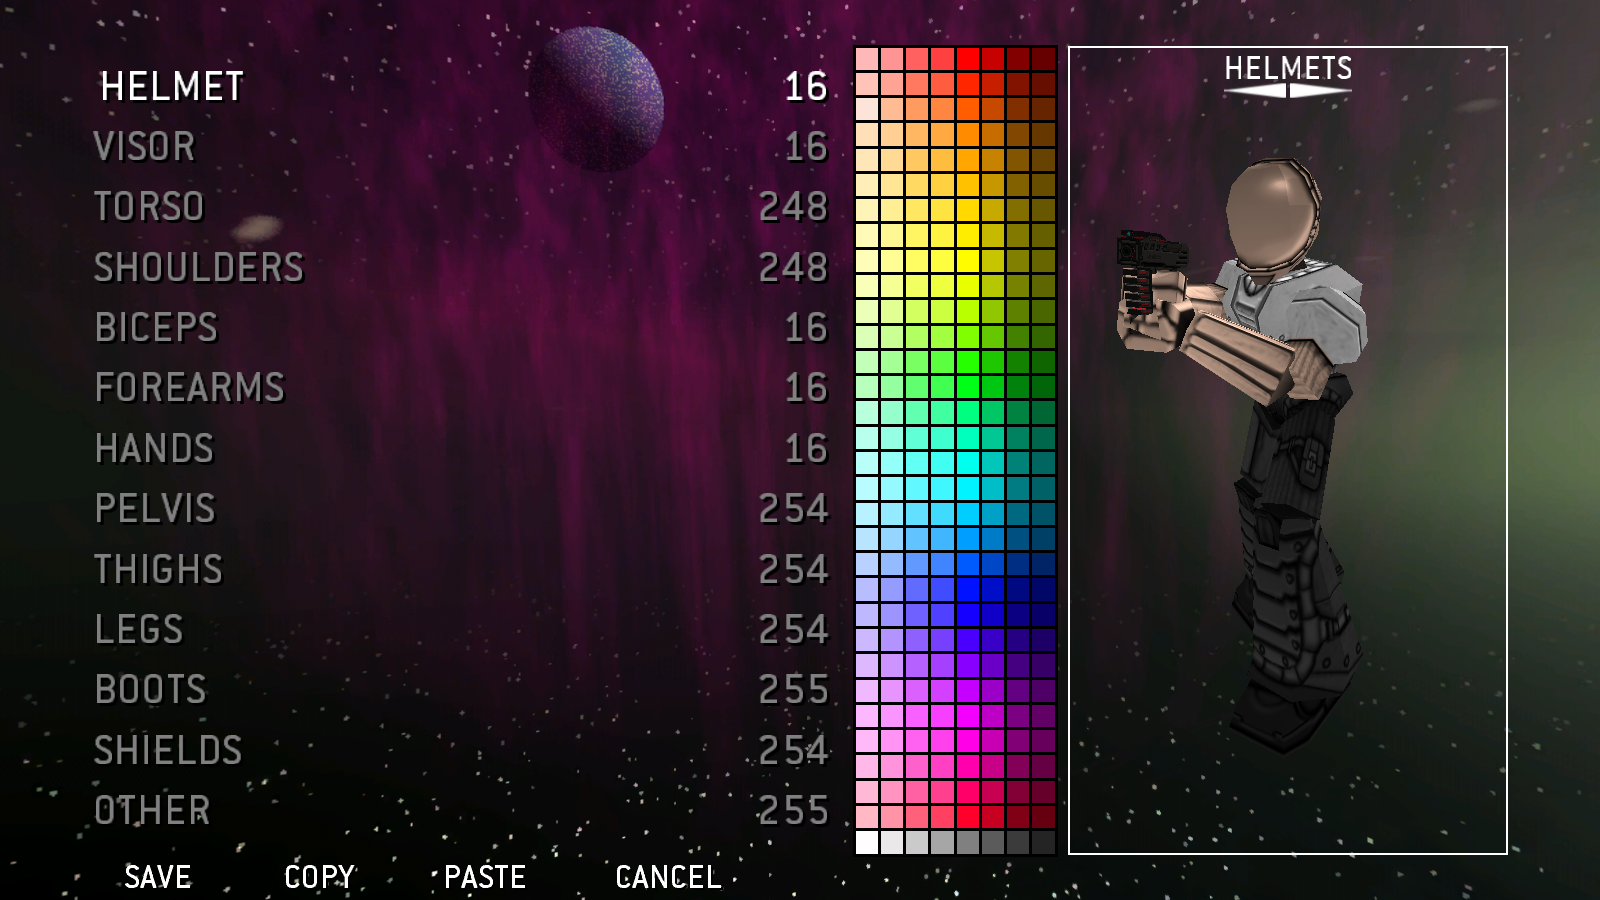 HELMET 16
VISOR 16
TORSO 248
SHOULDERS 248
BICEPS 16
FOREARMS 16
HANDS 16
PELVIS 254
THIGHS 254
LEGS 254
BOOTS 255
SHIELDS 254
OTHER 255
SAVE COPY PASTE CANCEL
HELMETS